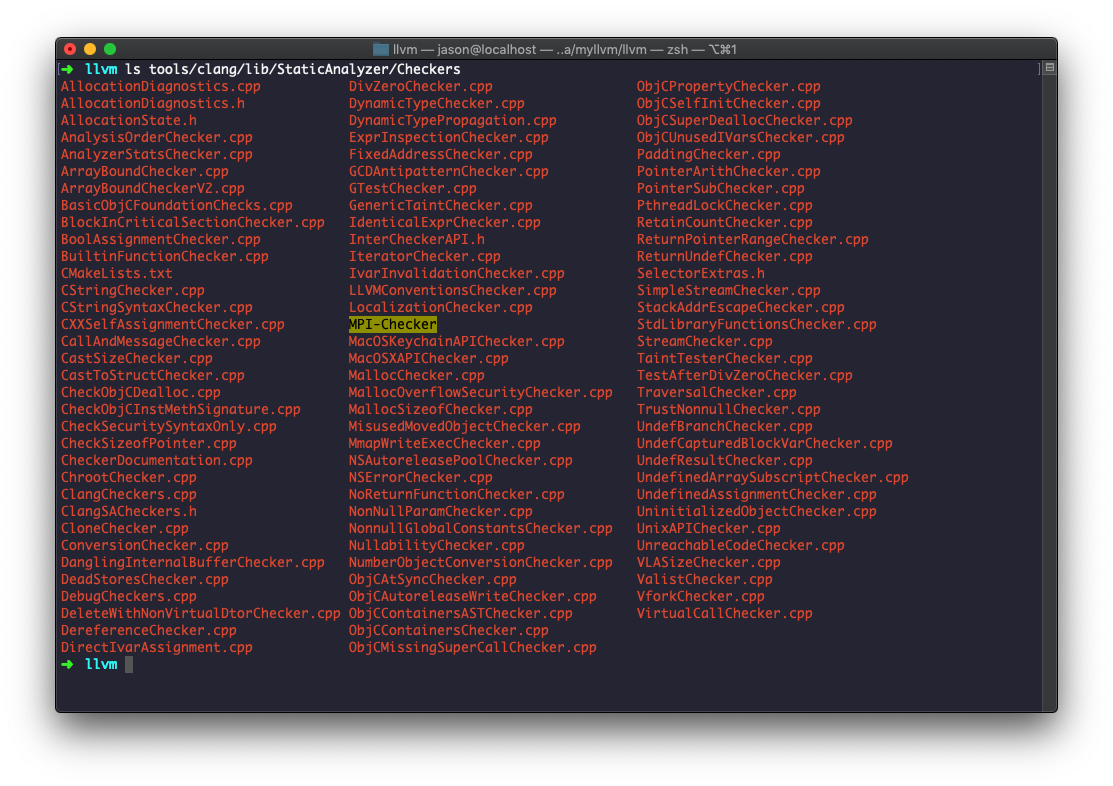 llvm — jason@localhost — ..a/myllvm/llvm — zsh — ⌥⌘1
[➜ llvm ls tools/clang/lib/StaticAnalyzer/Checkers ]
AllocationDiagnostics.cpp DivZeroChecker.cpp ObjCPropertyChecker.cpp
AllocationDiagnostics.h DynamicTypeChecker.cpp ObjCSelfInitChecker.cpp
AllocationState.h DynamicTypePropagation.cpp ObjCSuperDeallocChecker.cpp
AnalysisOrderChecker.cpp ExprInspectionChecker.cpp ObjCUnusedIVarsChecker.cpp
AnalyzerStatsChecker.cpp FixedAddressChecker.cpp PaddingChecker.cpp
ArrayBoundChecker.cpp GCDAntipatternChecker.cpp PointerArithChecker.cpp
ArrayBoundCheckerV2.cpp GTestChecker.cpp PointerSubChecker.cpp
BasicObjCFoundationChecks.cpp GenericTaintChecker.cpp PthreadLockChecker.cpp
BlockInCriticalSectionChecker.cpp IdenticalExprChecker.cpp RetainCountChecker.cpp
BoolAssignmentChecker.cpp InterCheckerAPI.h ReturnPointerRangeChecker.cpp
BuiltinFunctionChecker.cpp IteratorChecker.cpp ReturnUndefChecker.cpp
CMakeLists.txt IvarInvalidationChecker.cpp SelectorExtras.h
CStringChecker.cpp LLVMConventionsChecker.cpp SimpleStreamChecker.cpp
CStringSyntaxChecker.cpp LocalizationChecker.cpp StackAddrEscapeChecker.cpp
CXXSelfAssignmentChecker.cpp MPI-Checker StdLibraryFunctionsChecker.cpp
CallAndMessageChecker.cpp MacOSKeychainAPIChecker.cpp StreamChecker.cpp
CastSizeChecker.cpp MacOSXAPIChecker.cpp TaintTesterChecker.cpp
CastToStructChecker.cpp MallocChecker.cpp TestAfterDivZeroChecker.cpp
CheckObjCDealloc.cpp MallocOverflowSecurityChecker.cpp TraversalChecker.cpp
CheckObjCInstMethSignature.cpp MallocSizeofChecker.cpp TrustNonnullChecker.cpp
CheckSecuritySyntaxOnly.cpp MisusedMovedObjectChecker.cpp UndefBranchChecker.cpp
CheckSizeofPointer.cpp MmapWriteExecChecker.cpp UndefCapturedBlockVarChecker.cpp
CheckerDocumentation.cpp NSAutoreleasePoolChecker.cpp UndefResultChecker.cpp
ChrootChecker.cpp NSErrorChecker.cpp UndefinedArraySubscriptChecker.cpp
ClangCheckers.cpp NoReturnFunctionChecker.cpp UndefinedAssignmentChecker.cpp
ClangSACheckers.h NonNullParamChecker.cpp UninitializedObjectChecker.cpp
CloneChecker.cpp NonnullGlobalConstantsChecker.cpp UnixAPIChecker.cpp
ConversionChecker.cpp NullabilityChecker.cpp UnreachableCodeChecker.cpp
DanglingInternalBufferChecker.cpp NumberObjectConversionChecker.cpp VLASizeChecker.cpp
DeadStoresChecker.cpp ObjCAtSyncChecker.cpp ValistChecker.cpp
DebugCheckers.cpp ObjCAutoreleaseWriteChecker.cpp VforkChecker.cpp
DeleteWithNonVirtualDtorChecker.cpp ObjCContainersASTChecker.cpp VirtualCallChecker.cpp
DereferenceChecker.cpp ObjCContainersChecker.cpp
DirectIvarAssignment.cpp ObjCMissingSuperCallChecker.cpp
➜ llvm